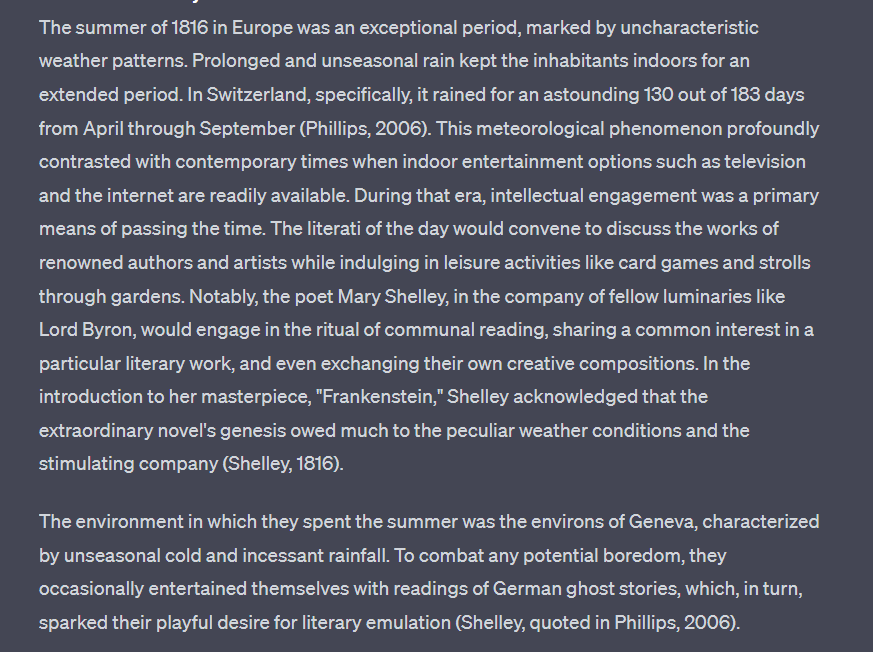 The summer of 1816 in Europe was an exceptional period, marked by uncharacteristic
weather patterns. Prolonged and unseasonal rain kept the inhabitants indoors for an
extended period. In Switzerland, specifically, it rained for an astounding 130 out of 183 days
from April through September (Phillips, 2006). This meteorological phenomenon profoundly
contrasted with contemporary times when indoor entertainment options such as television
and the internet are readily available. During that era, intellectual engagement was a primary
means of passing the time. The literati of the day would convene to discuss the works of
renowned authors and artists while indulging in leisure activities like card games and strolls
through gardens. Notably, the poet Mary Shelley, in the company of fellow luminaries like
Lord Byron, would engage in the ritual of communal reading, sharing a common interest in a
particular literary work, and even exchanging their own creative compositions. In the
introduction to her masterpiece, "Frankenstein," Shelley acknowledged that the
extraordinary novel's genesis owed much to the peculiar weather conditions and the
stimulating company (Shelley, 1816).
The environment in which they spent the summer was the environs of Geneva, characterized
by unseasonal cold and incessant rainfall. To combat any potential boredom, they
occasionally entertained themselves with readings of German ghost stories, which, in turn,
sparked their playful desire for literary emulation (Shelley, quoted in Phillips, 2006).